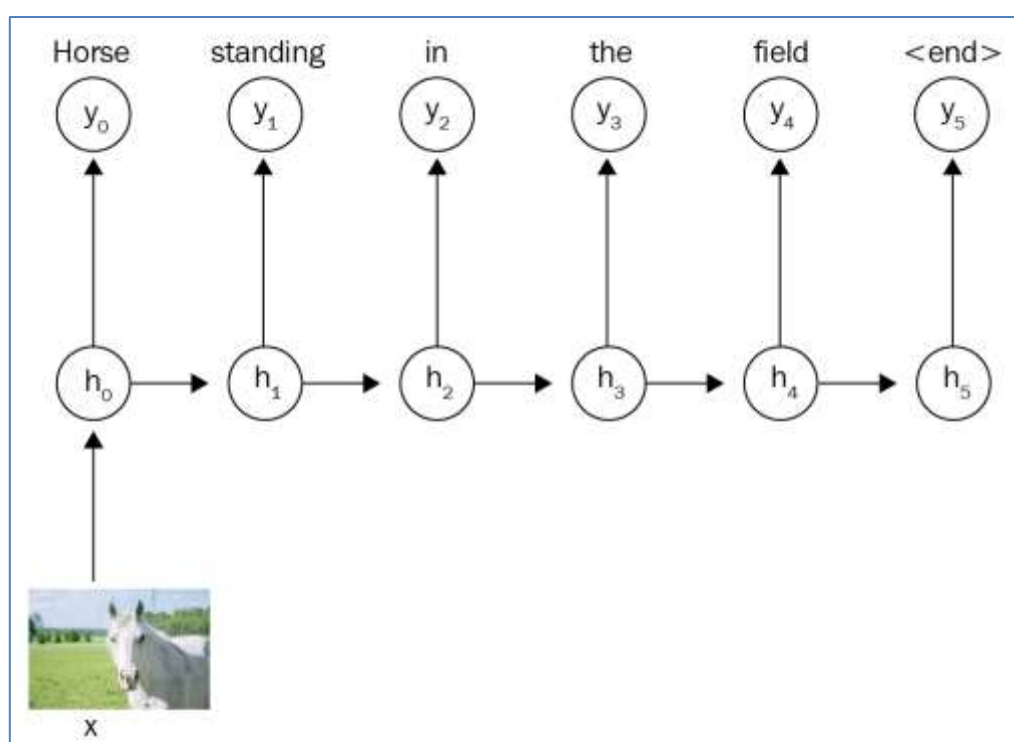 Horse standing in the field <end>
y₀ y₁ y₂ y₃ y₄ y₅
h₀ h₁ h₂ h₃ h₄ h₅
x